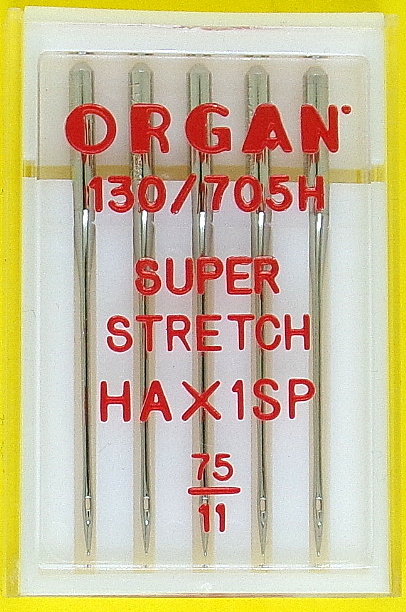 ORGAN
130/705H
SUPER
STRETCH
HAX1SP
75
11